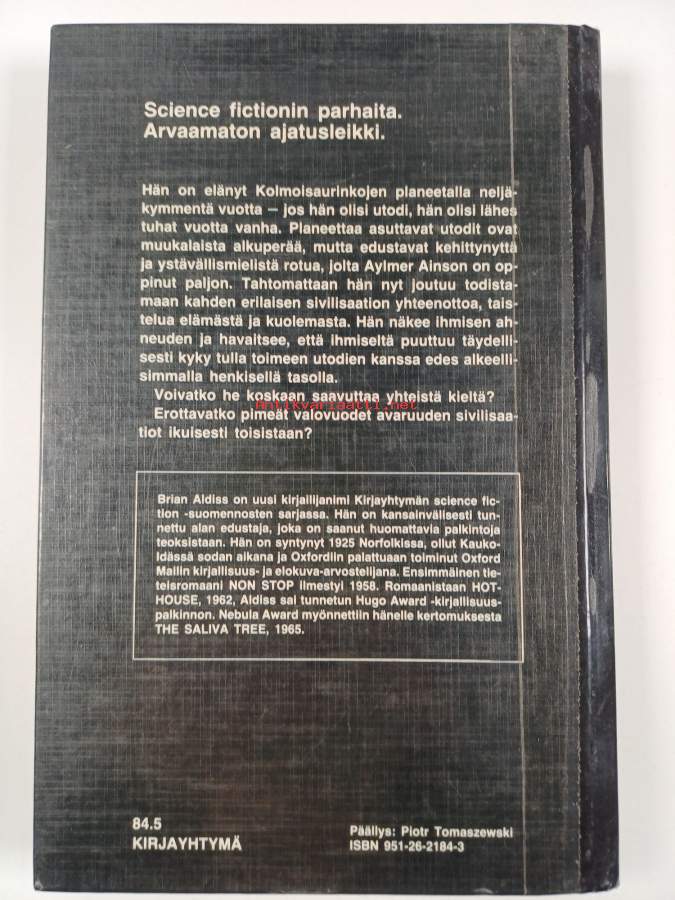 Science fictionin parhaita.
Arvaamaton ajatusleikki.
Hän on elänyt Kolmoisaurinkojen planeetalla neljä-
kymmentä vuotta — jos hän olisi utodi, hän olisi lähes
tuhat vuotta vanha. Planeettaa asuttavat utodit ovat
muukalaista alkuperää, mutta edustavat kehittynyttä
ja ystävällismielistä rotua, jolta Aylmer Ainson on op-
pinut paljon. Tahtomattaan hän nyt joutuu todista-
maan kahden erilaisen sivilisaation yhteenottoa, tais-
telua elämästä ja kuolemasta. Hän näkee ihmisen ah-
neuden ja havaitsee, että ihmiseltä puuttuu täydelli-
sesti kyky tulla toimeen utodien kanssa edes alkeelli-
simmalla henkisellä tasolla.
Voivatko he koskaan saavuttaa yhteistä kieltä?
Antikvariaatti.net
Erottavatko pimeät valovuodet avaruuden sivilisaa-
tiot ikuisesti toisistaan?
Brian Aldiss on uusi kirjailijanimi Kirjayhtymän science fic-
tion -suomennosten sarjassa. Hän on kansainvälisesti tun-
nettu alan edustaja, joka on saanut huomattavia palkintoja
teoksistaan. Hän on syntynyt 1925 Norfolkissa, ollut Kauko-
idässä sodan aikana ja Oxfordiin palattuaan toiminut Oxford
Mailin kirjallisuus- ja elokuva-arvostelijana. Ensimmäinen tie-
teisromaani NON STOP ilmestyi 1958. Romaanistaan HOT-
HOUSE, 1962, Aldiss sai tunnetun Hugo Award -kirjallisuus-
palkinnon. Nebula Award myönnettiin hänelle kertomuksesta
THE SALIVA TREE, 1965.
84.5
KIRJAYHTYMÄ
Päällys: Piotr Tomaszewski
ISBN 951-26-2184-3